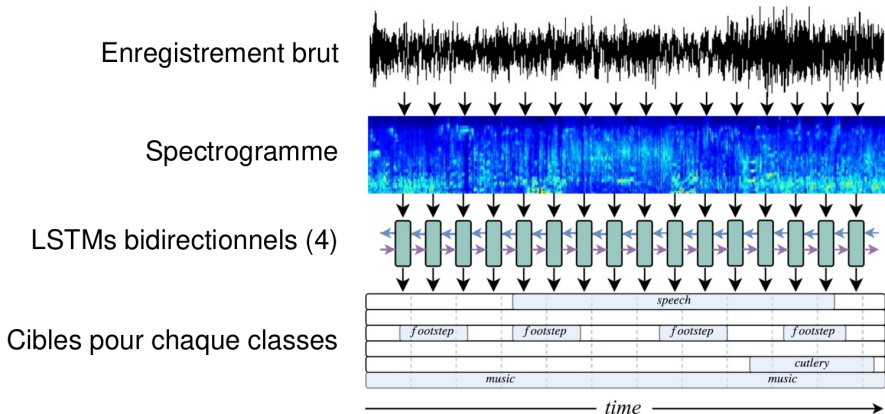 Enregistrement brut
Spectrogramme
LSTMs bidirectionnels (4)
Cibles pour chaque classes
speech
footstep footstep footstep footstep
cutlery
music music
time